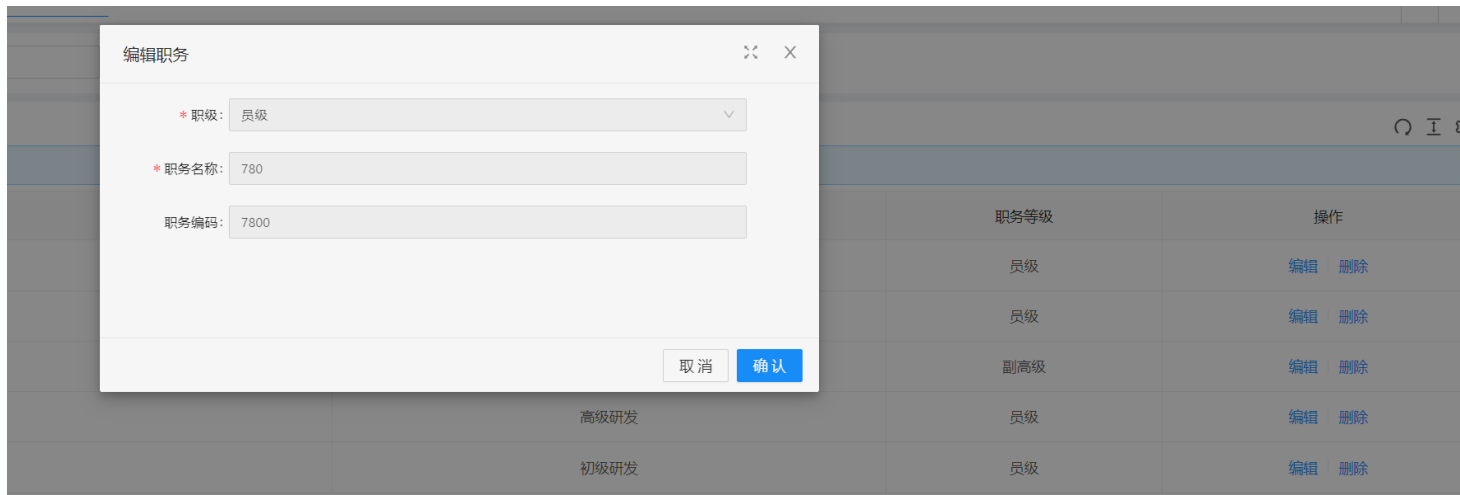 编辑职务
* 职级: 员级
* 职务名称: 780
职务编码: 7800
取消 确认
职务等级 操作
员级 编辑 删除
员级 编辑 删除
副高级 编辑 删除
高级研发 员级 编辑 删除
初级研发 员级 编辑 删除